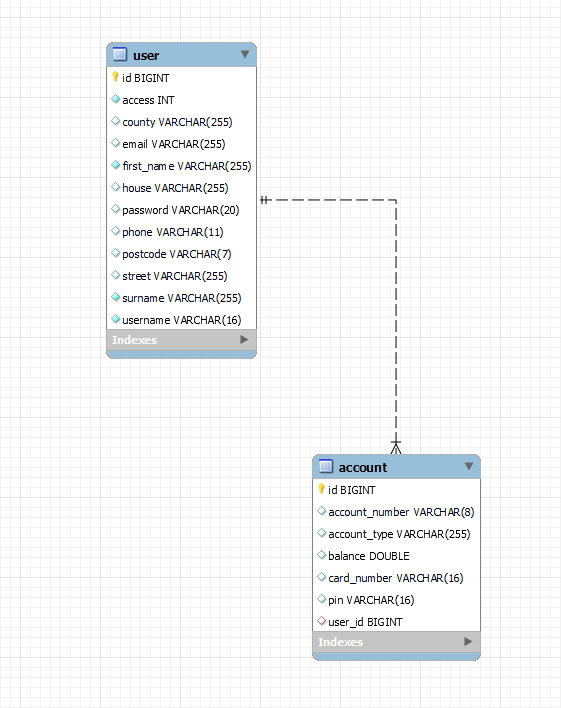 user
id BIGINT
access INT
county VARCHAR(255)
email VARCHAR(255)
first_name VARCHAR(255)
house VARCHAR(255)
password VARCHAR(20)
phone VARCHAR(11)
postcode VARCHAR(7)
street VARCHAR(255)
surname VARCHAR(255)
username VARCHAR(16)
Indexes
account
id BIGINT
account_number VARCHAR(8)
account_type VARCHAR(255)
balance DOUBLE
card_number VARCHAR(16)
pin VARCHAR(16)
user_id BIGINT
Indexes